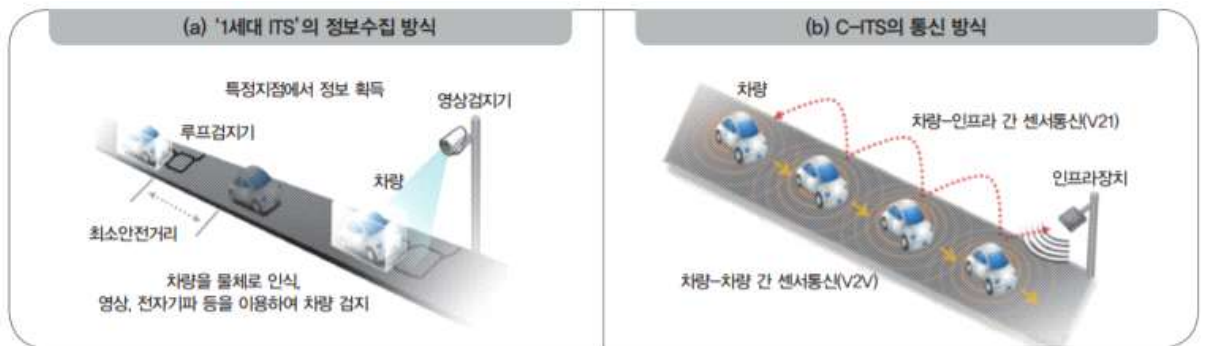 (a) '1세대 ITS'의 정보수집 방식
특정지점에서 정보 획득
영상검지기
루프검지기
차량
최소안전거리
차량을 물체로 인식,
영상, 전자기파 등을 이용하여 차량 검지
(b) C-ITS의 통신 방식
차량
차량-인프라 간 센서통신(V21)
인프라장치
차량-차량 간 센서통신(V2V)